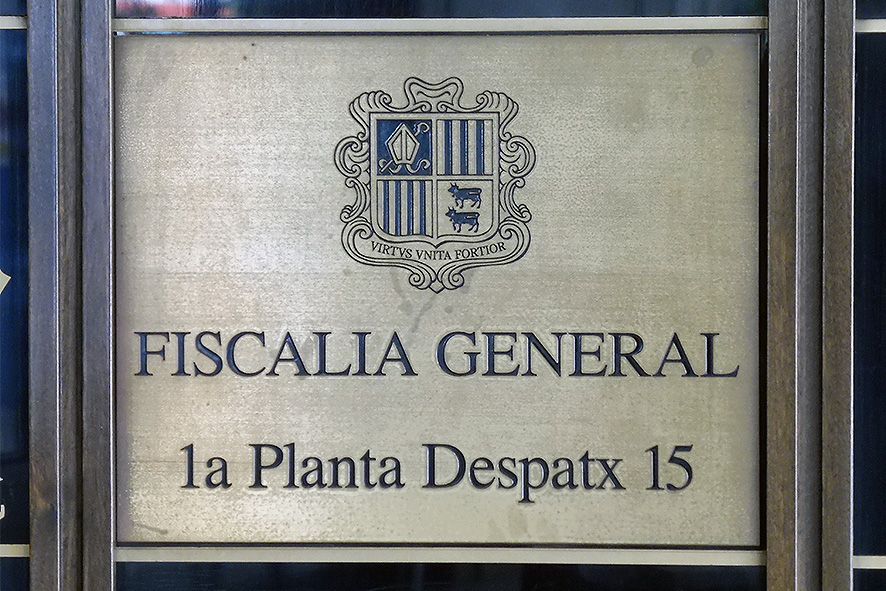 VIRTVS VNITA FORTIOR
FISCALIA GENERAL
1a Planta Despatx 15